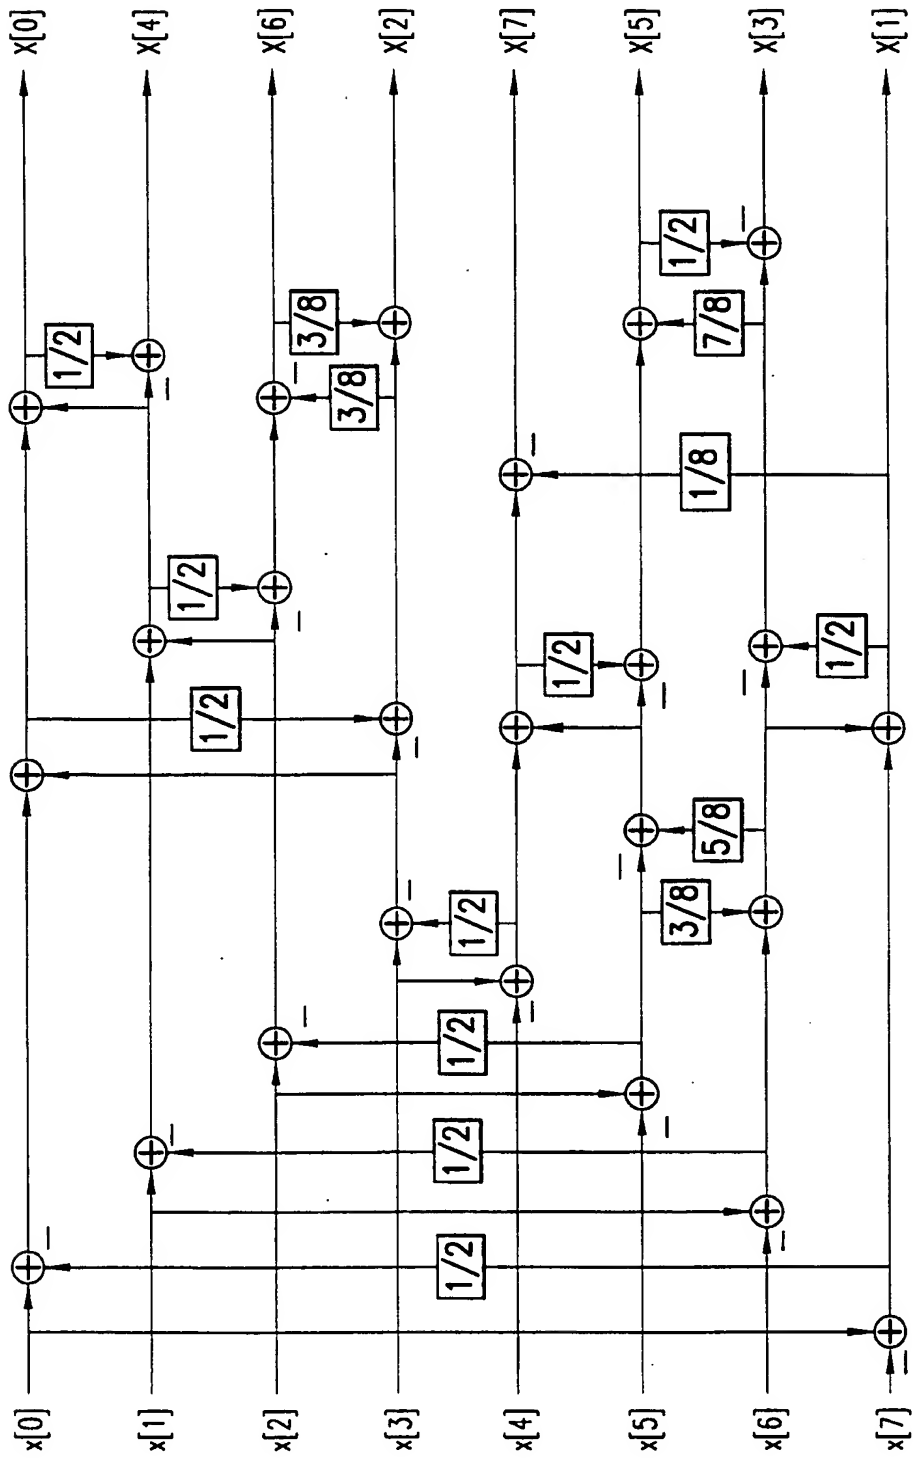 X[0]
X[4]
X[6]
X[2]
X[7]
X[5]
X[3]
X[1]
1/2
1/2
3/8
7/8
1/2
3/8
1/8
1/2
1/2
1/2
1/2
5/8
3/8
1/2
1/2
1/2
1/2
x[0]
x[1]
x[2]
x[3]
x[4]
x[5]
x[6]
x[7]